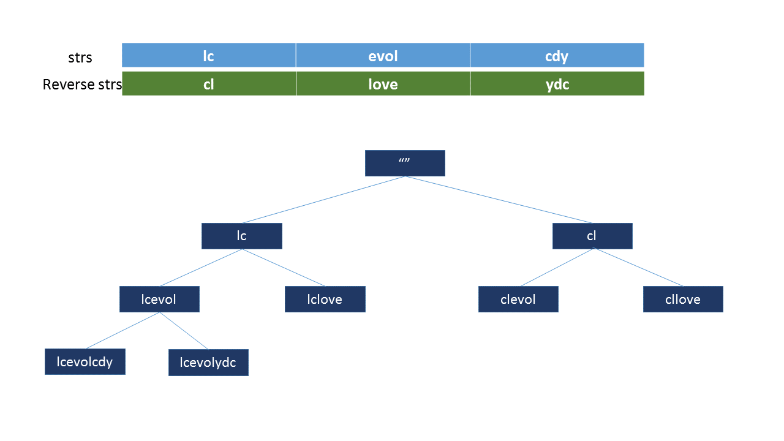 strs lc evol cdy
Reverse strs cl love ydc
“”
lc cl
lcevol lclove clevol cllove
lcevolcdy lcevolydc